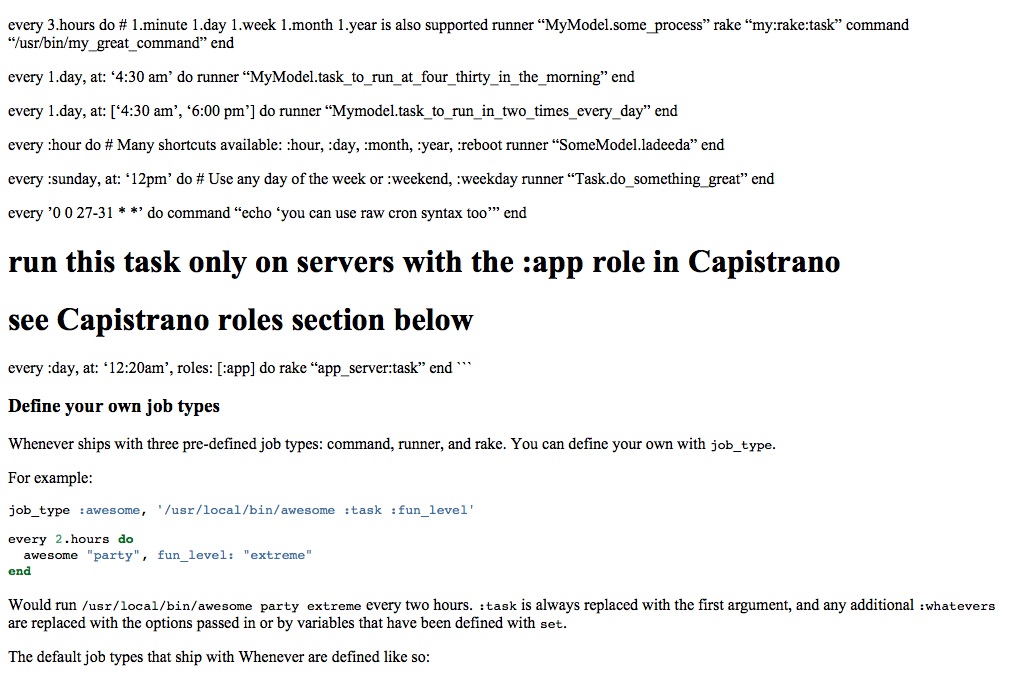 every 3.hours do # 1.minute 1.day 1.week 1.month 1.year is also supported runner “MyModel.some_process” rake “my:rake:task” command
“/usr/bin/my_great_command” end
every 1.day, at: ‘4:30 am’ do runner “MyModel.task_to_run_at_four_thirty_in_the_morning” end
every 1.day, at: [‘4:30 am’, ‘6:00 pm’] do runner “Mymodel.task_to_run_in_two_times_every_day” end
every :hour do # Many shortcuts available: :hour, :day, :month, :year, :reboot runner “SomeModel.ladeeda” end
every :sunday, at: ‘12pm’ do # Use any day of the week or :weekend, :weekday runner “Task.do_something_great” end
every ’0 0 27-31 * *’ do command “echo ‘you can use raw cron syntax too’” end
run this task only on servers with the :app role in Capistrano
see Capistrano roles section below
every :day, at: ‘12:20am’, roles: [:app] do rake “app_server:task” end ```
Define your own job types
Whenever ships with three pre-defined job types: command, runner, and rake. You can define your own with job_type.
For example:
job_type :awesome, '/usr/local/bin/awesome :task :fun_level'
every 2.hours do
  awesome "party", fun_level: "extreme"
end
Would run /usr/local/bin/awesome party extreme every two hours. :task is always replaced with the first argument, and any additional :whatevers
are replaced with the options passed in or by variables that have been defined with set.
The default job types that ship with Whenever are defined like so: